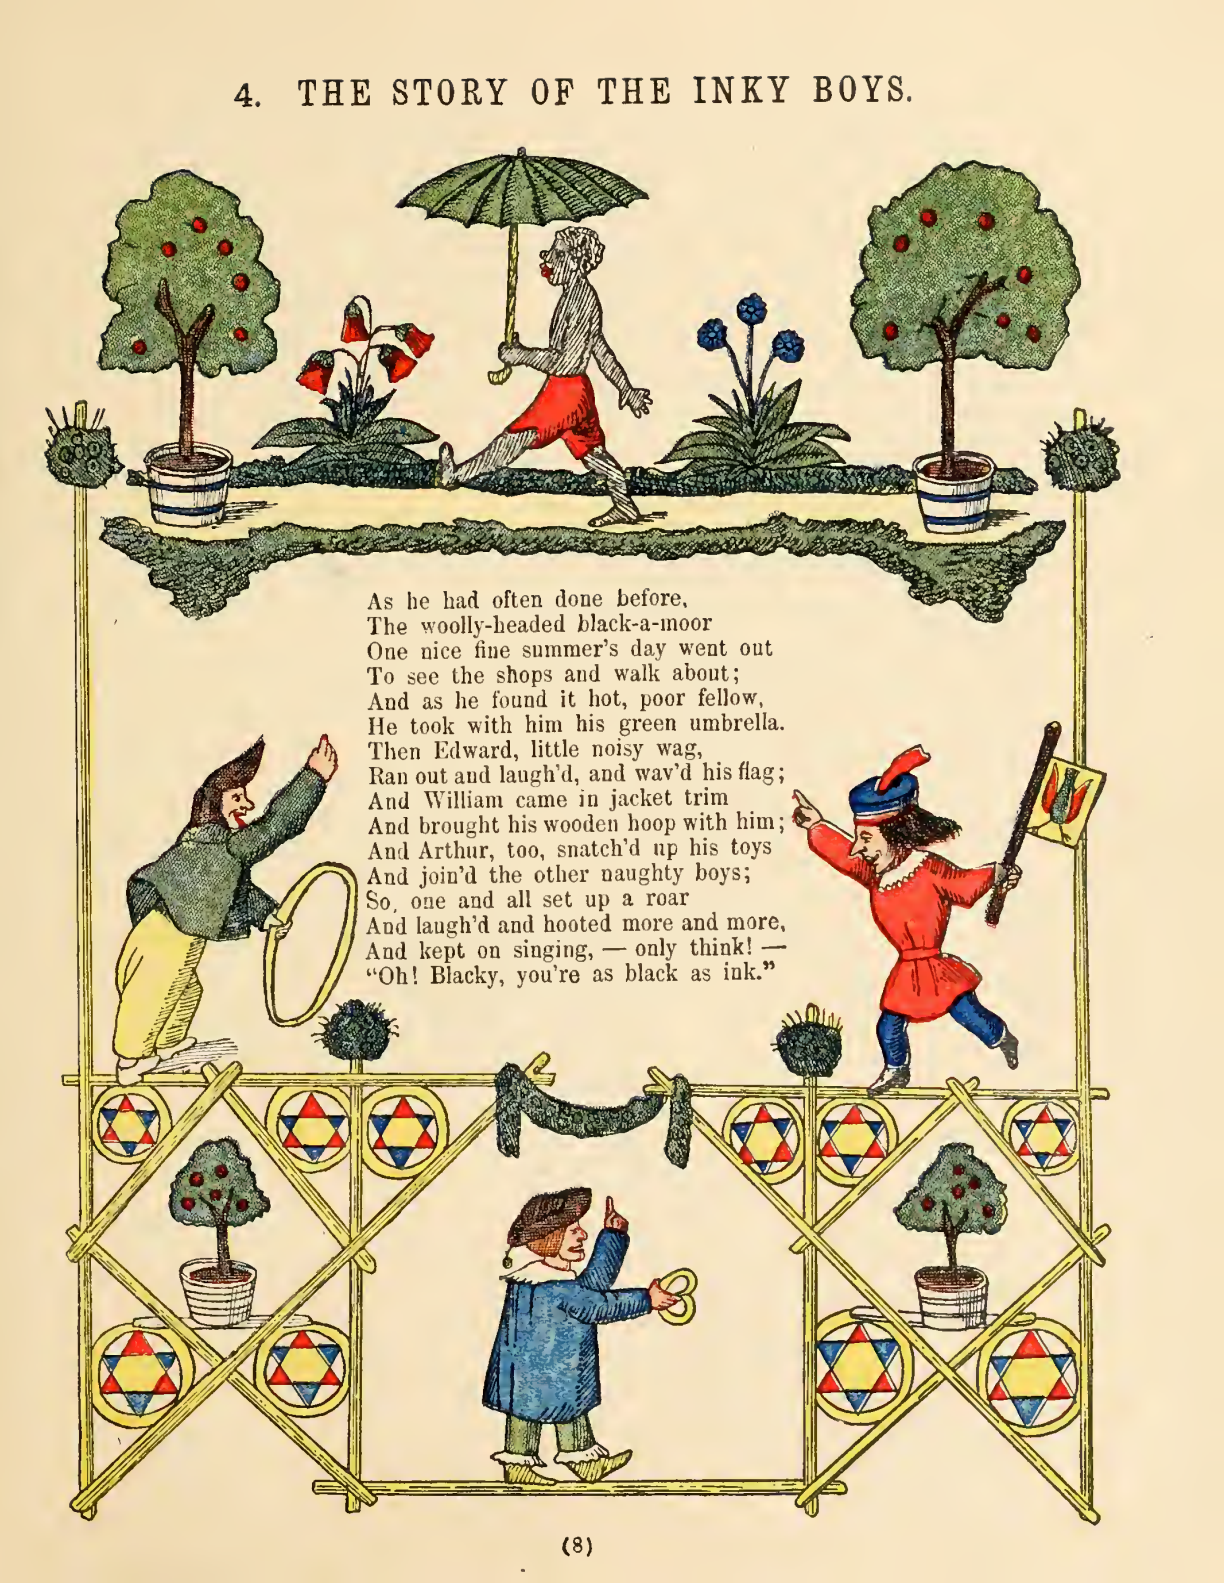 4. THE STORY OF THE INKY BOYS.
As he had often done before,
The woolly-headed black-a-moor
One nice fine summer's day went out
To see the shops and walk about;
And as he found it hot, poor fellow,
He took with him his green umbrella.
Then Edward, little noisy wag,
Ran out and laugh'd, and wav'd his flag;
And William came in jacket trim
And brought his wooden hoop with him;
And Arthur, too, snatch'd up his toys
And join'd the other naughty boys;
So, one and all set up a roar
And laugh'd and hooted more and more,
And kept on singing, — only think! —
“Oh! Blacky, you're as black as ink.”
(8)